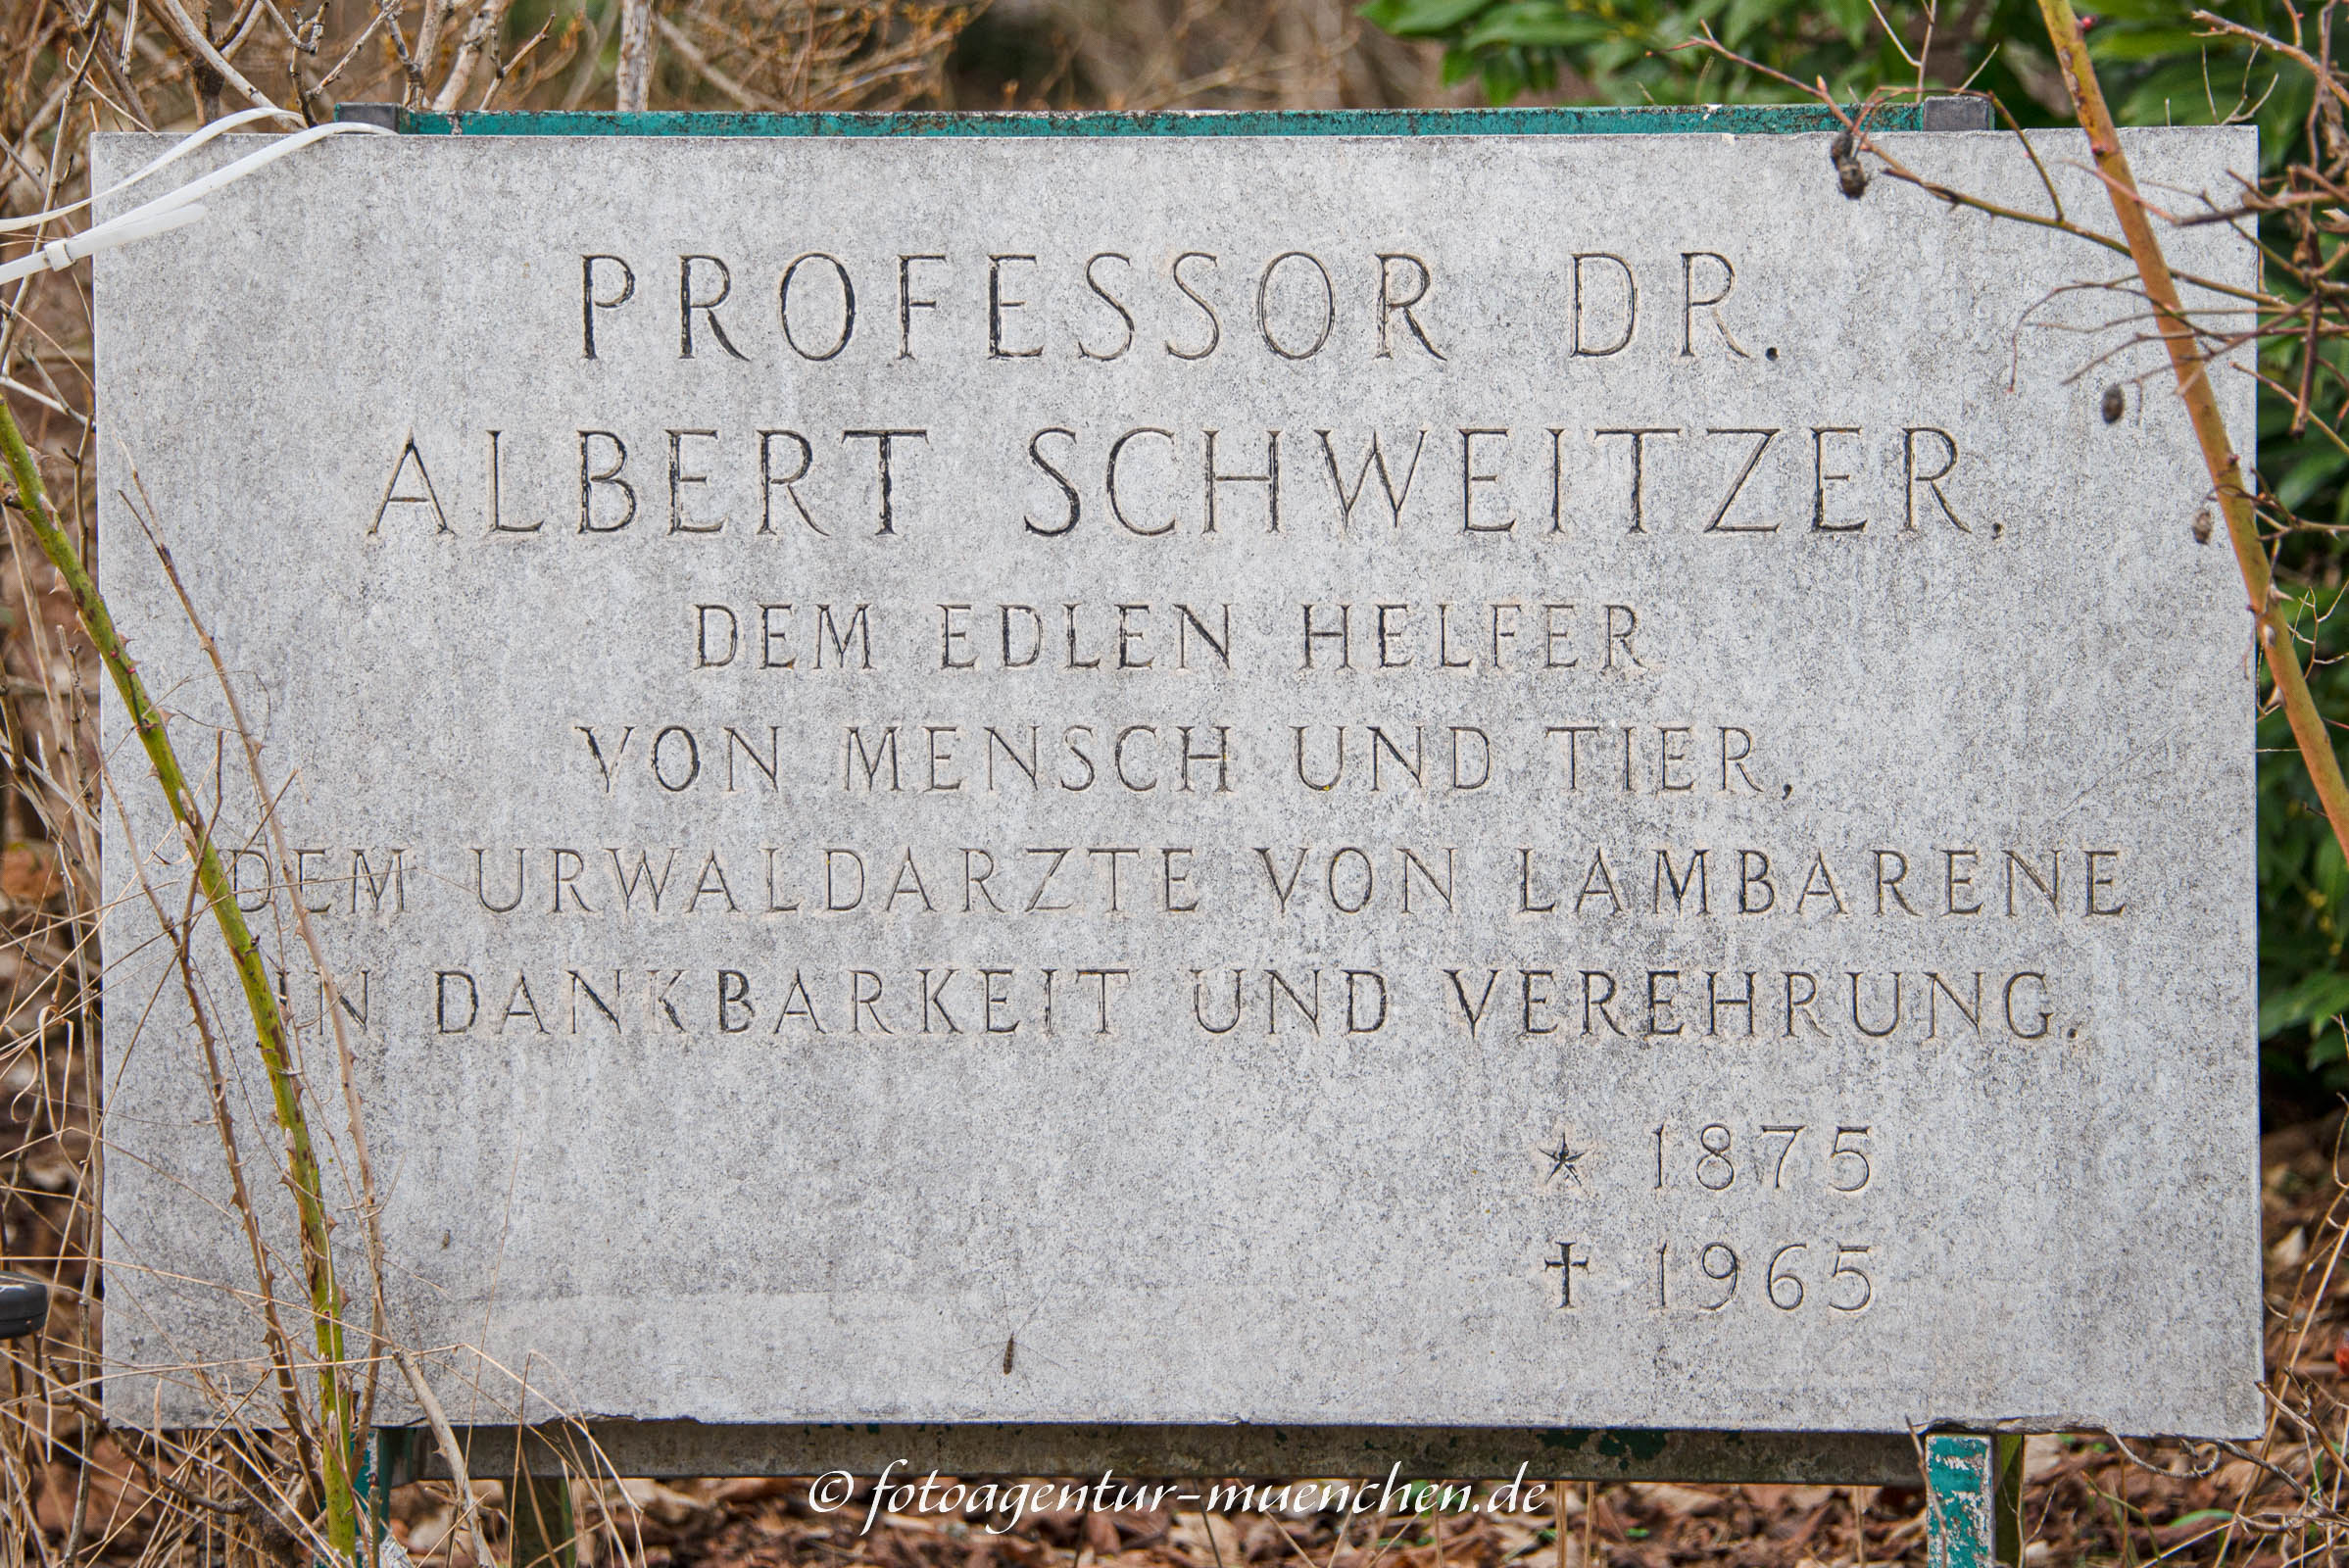 PROFESSOR DR.
ALBERT SCHWEITZER,
DEM EDLEN HELFER
VON MENSCH UND TIER,
DEM URWALDARZTE VON LAMBARENE
IN DANKBARKEIT UND VEREHRUNG.
★ 1875
✝ 1965
© fotoagentur-muenchen.de